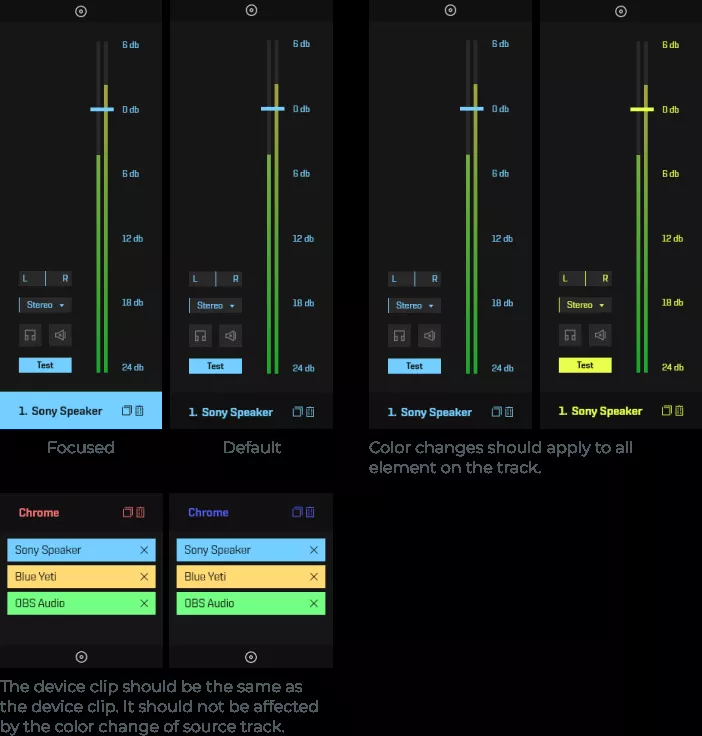 6 db
0 db
6 db
12 db
L R
18 db
Stereo
Test
24 db
1. Sony Speaker
Focused
6 db
0 db
6 db
12 db
L R
18 db
Stereo
Test
24 db
1. Sony Speaker
Default
6 db
0 db
6 db
12 db
L R
18 db
Stereo
Test
24 db
1. Sony Speaker
6 db
0 db
6 db
12 db
L R
18 db
Stereo
Test
24 db
1. Sony Speaker
Color changes should apply to all
element on the track.
Chrome
Sony Speaker
Blue Yeti
OBS Audio
Chrome
Sony Speaker
Blue Yeti
OBS Audio
The device clip should be the same as
the device clip. It should not be affected
by the color change of source track.